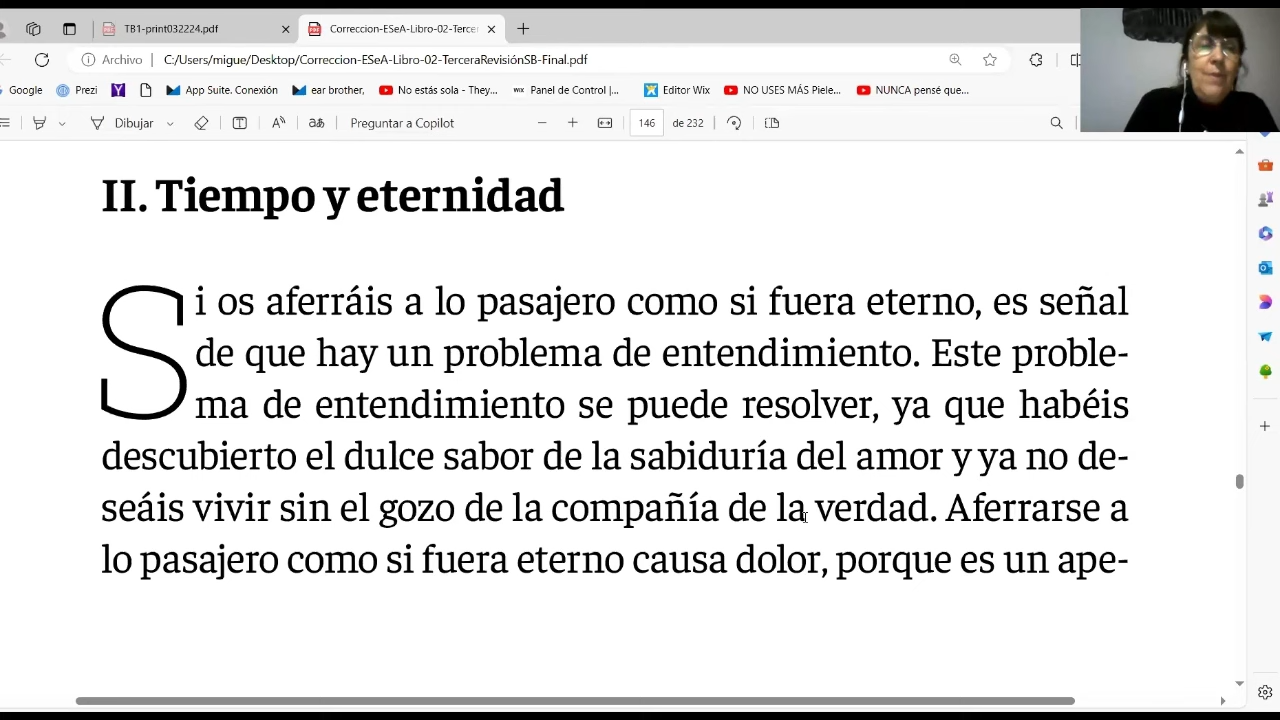 TB1-print032224.pdf
Correccion-ESeA-Libro-02-Tercer
Archivo C:/Users/migue/Desktop/Correccion-ESeA-Libro-02-TerceraRevisiónSB-Final.pdf
Google Prezi App Suite. Conexión ear brother, No estás sola - They... WIX Panel de Control |... Editor Wix NO USES MÁS Piele... NUNCA pensé que...
Dibujar Preguntar a Copilot 146 de 232
II. Tiempo y eternidad
Si os aferráis a lo pasajero como si fuera eterno, es señal
de que hay un problema de entendimiento. Este proble-
ma de entendimiento se puede resolver, ya que habéis
descubierto el dulce sabor de la sabiduría del amor y ya no de-
seáis vivir sin el gozo de la compañía de la verdad. Aferrarse a
lo pasajero como si fuera eterno causa dolor, porque es un ape-